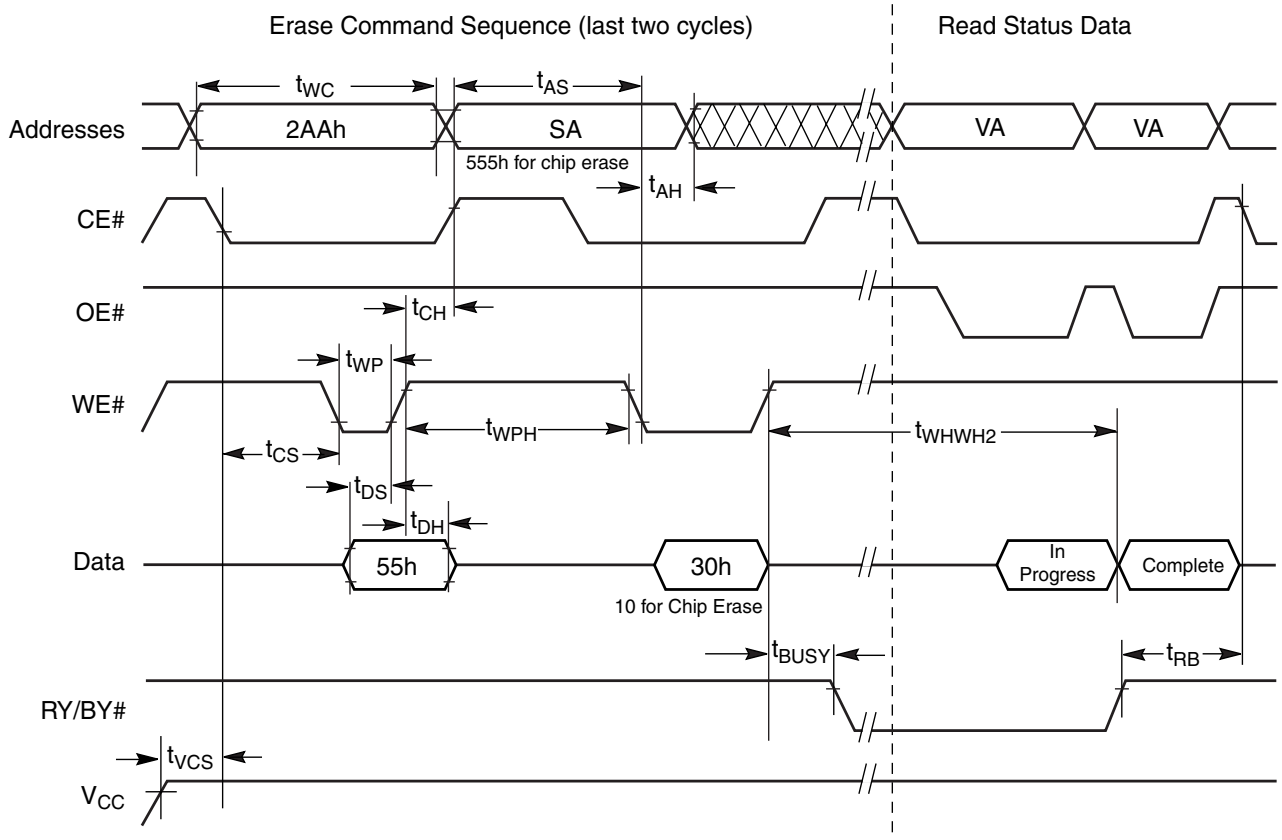 Erase Command Sequence (last two cycles)
Read Status Data
tWC
tAS
Addresses
2AAh
SA
VA
VA
555h for chip erase
tAH
CE#
tCH
OE#
tWP
WE#
tWPH
tWHWH2
tCS
tDS
tDH
Data
55h
30h
In
Progress
Complete
10 for Chip Erase
tBUSY
tRB
RY/BY#
tVCS
VCC